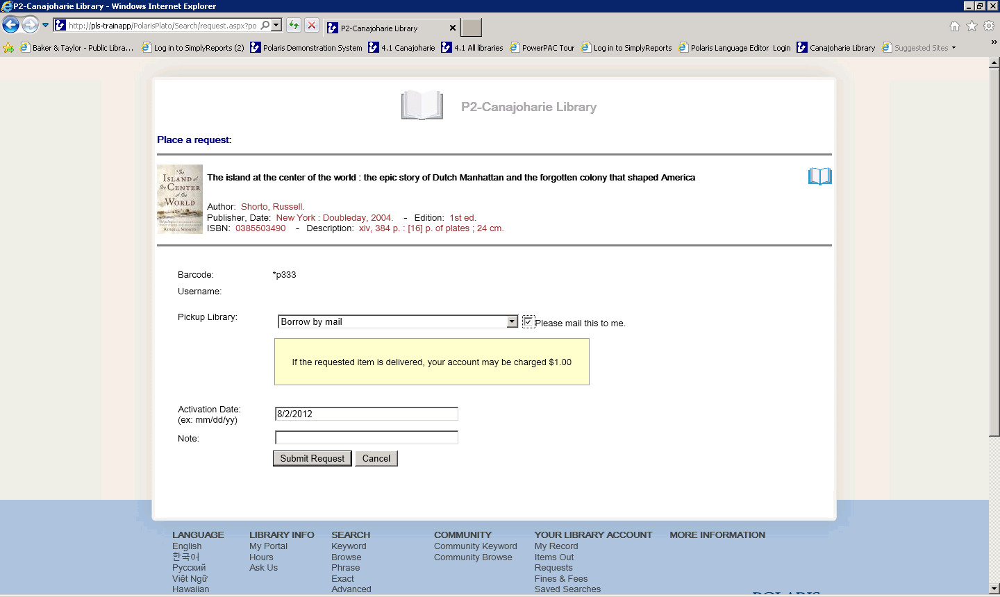 P2-Canajoharie Library - Windows Internet Explorer
http://pls-trainapp/PolarisPlato/Search/request.aspx?po
P2-Canajoharie Library
Baker & Taylor - Public Libra... Log in to SimplyReports (2) Polaris Demonstration System 4.1 Canajoharie 4.1 All libraries PowerPAC Tour Log in to SimplyReports Polaris Language Editor Login Canajoharie Library Suggested Sites
P2-Canajoharie Library
Place a request:
The
ISLAND at
the CENTER
of the
WORLD
RUSSELL SHORTO
The island at the center of the world : the epic story of Dutch Manhattan and the forgotten colony that shaped America
Author: Shorto, Russell.
Publisher, Date: New York : Doubleday, 2004. - Edition: 1st ed.
ISBN: 0385503490 - Description: xiv, 384 p. : [16] p. of plates ; 24 cm.
Barcode: *p333
Username:
Pickup Library: Borrow by mail Please mail this to me.
If the requested item is delivered, your account may be charged $1.00
Activation Date: 8/2/2012
(ex: mm/dd/yy)
Note:
Submit Request Cancel
LANGUAGE LIBRARY INFO SEARCH COMMUNITY YOUR LIBRARY ACCOUNT MORE INFORMATION
English My Portal Keyword Community Keyword My Record
한국어 Hours Browse Community Browse Items Out
Русский Ask Us Phrase Requests
Việt Ngữ Exact Fines & Fees
Hawaiian Advanced Saved Searches
POLARIS